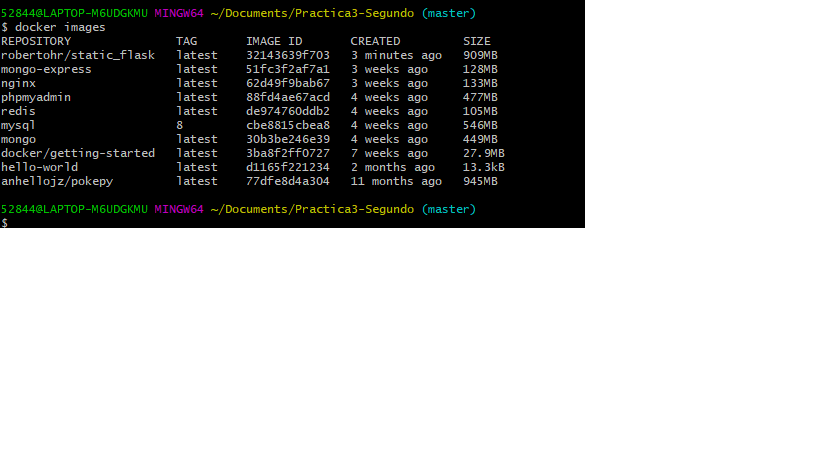 52844@LAPTOP-M6UDGKMU MINGW64 ~/Documents/Practica3-Segundo (master)
$ docker images
REPOSITORY TAG IMAGE ID CREATED SIZE
robertohr/static_flask latest 32143639f703 3 minutes ago 909MB
mongo-express latest 51fc3f2af7a1 3 weeks ago 128MB
nginx latest 62d49f9bab67 3 weeks ago 133MB
phpmyadmin latest 88fd4ae67acd 4 weeks ago 477MB
redis latest de974760ddb2 4 weeks ago 105MB
mysql 8 cbe8815cbea8 4 weeks ago 546MB
mongo latest 30b3be246e39 4 weeks ago 449MB
docker/getting-started latest 3ba8f2ff0727 7 weeks ago 27.9MB
hello-world latest d1165f221234 2 months ago 13.3kB
anhellojz/pokepy latest 77dfe8d4a304 11 months ago 945MB
52844@LAPTOP-M6UDGKMU MINGW64 ~/Documents/Practica3-Segundo (master)
$